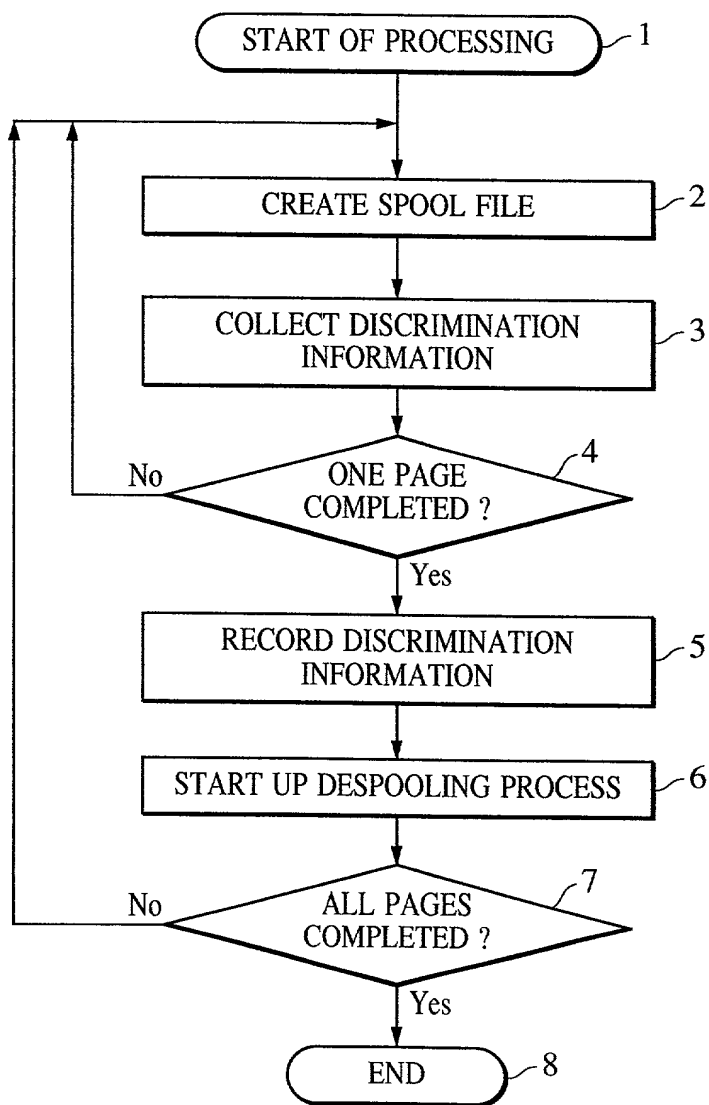 START OF PROCESSING
1
CREATE SPOOL FILE
2
COLLECT DISCRIMINATION
INFORMATION
3
ONE PAGE
COMPLETED ?
4
No
Yes
RECORD DISCRIMINATION
INFORMATION
5
START UP DESPOOLING PROCESS
6
ALL PAGES
COMPLETED ?
7
No
Yes
END
8